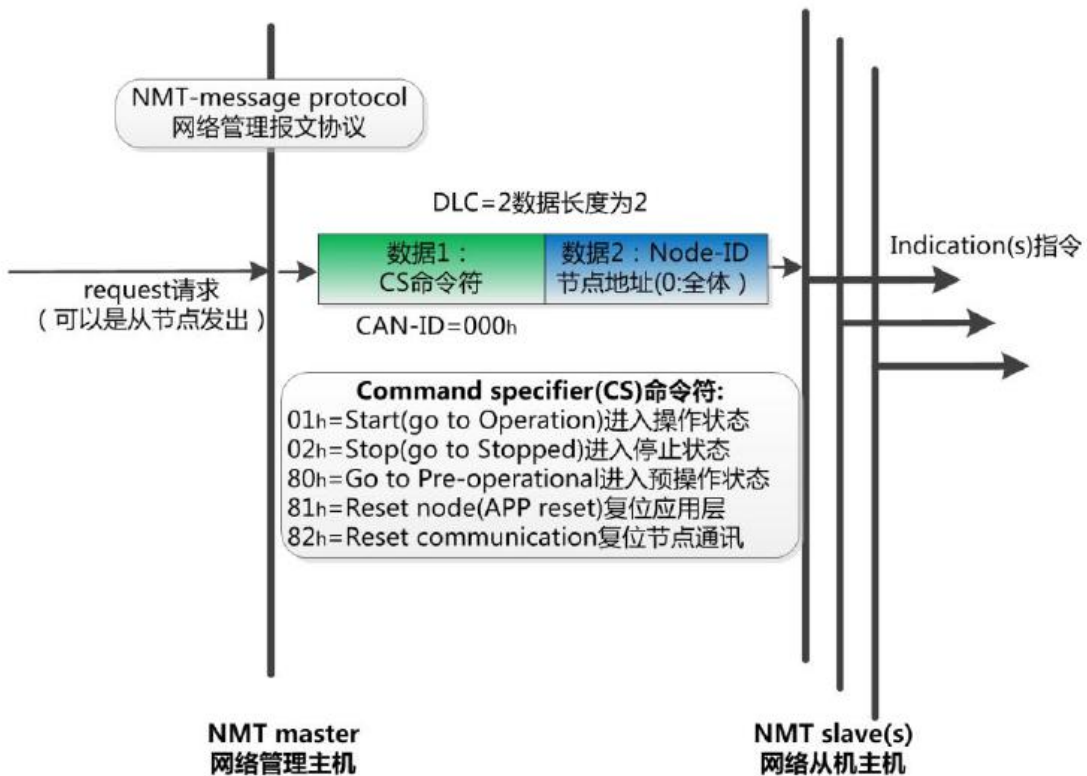 NMT-message protocol
网络管理报文协议
DLC=2数据长度为2
数据1：
CS命令符
数据2：Node-ID
节点地址(0:全体）
Indication(s)指令
request请求
（可以是从节点发出）
CAN-ID=000h
Command specifier(CS)命令符:
01h=Start(go to Operation)进入操作状态
02h=Stop(go to Stopped)进入停止状态
80h=Go to Pre-operational进入预操作状态
81h=Reset node(APP reset)复位应用层
82h=Reset communication复位节点通讯
NMT master
网络管理主机
NMT slave(s)
网络从机主机